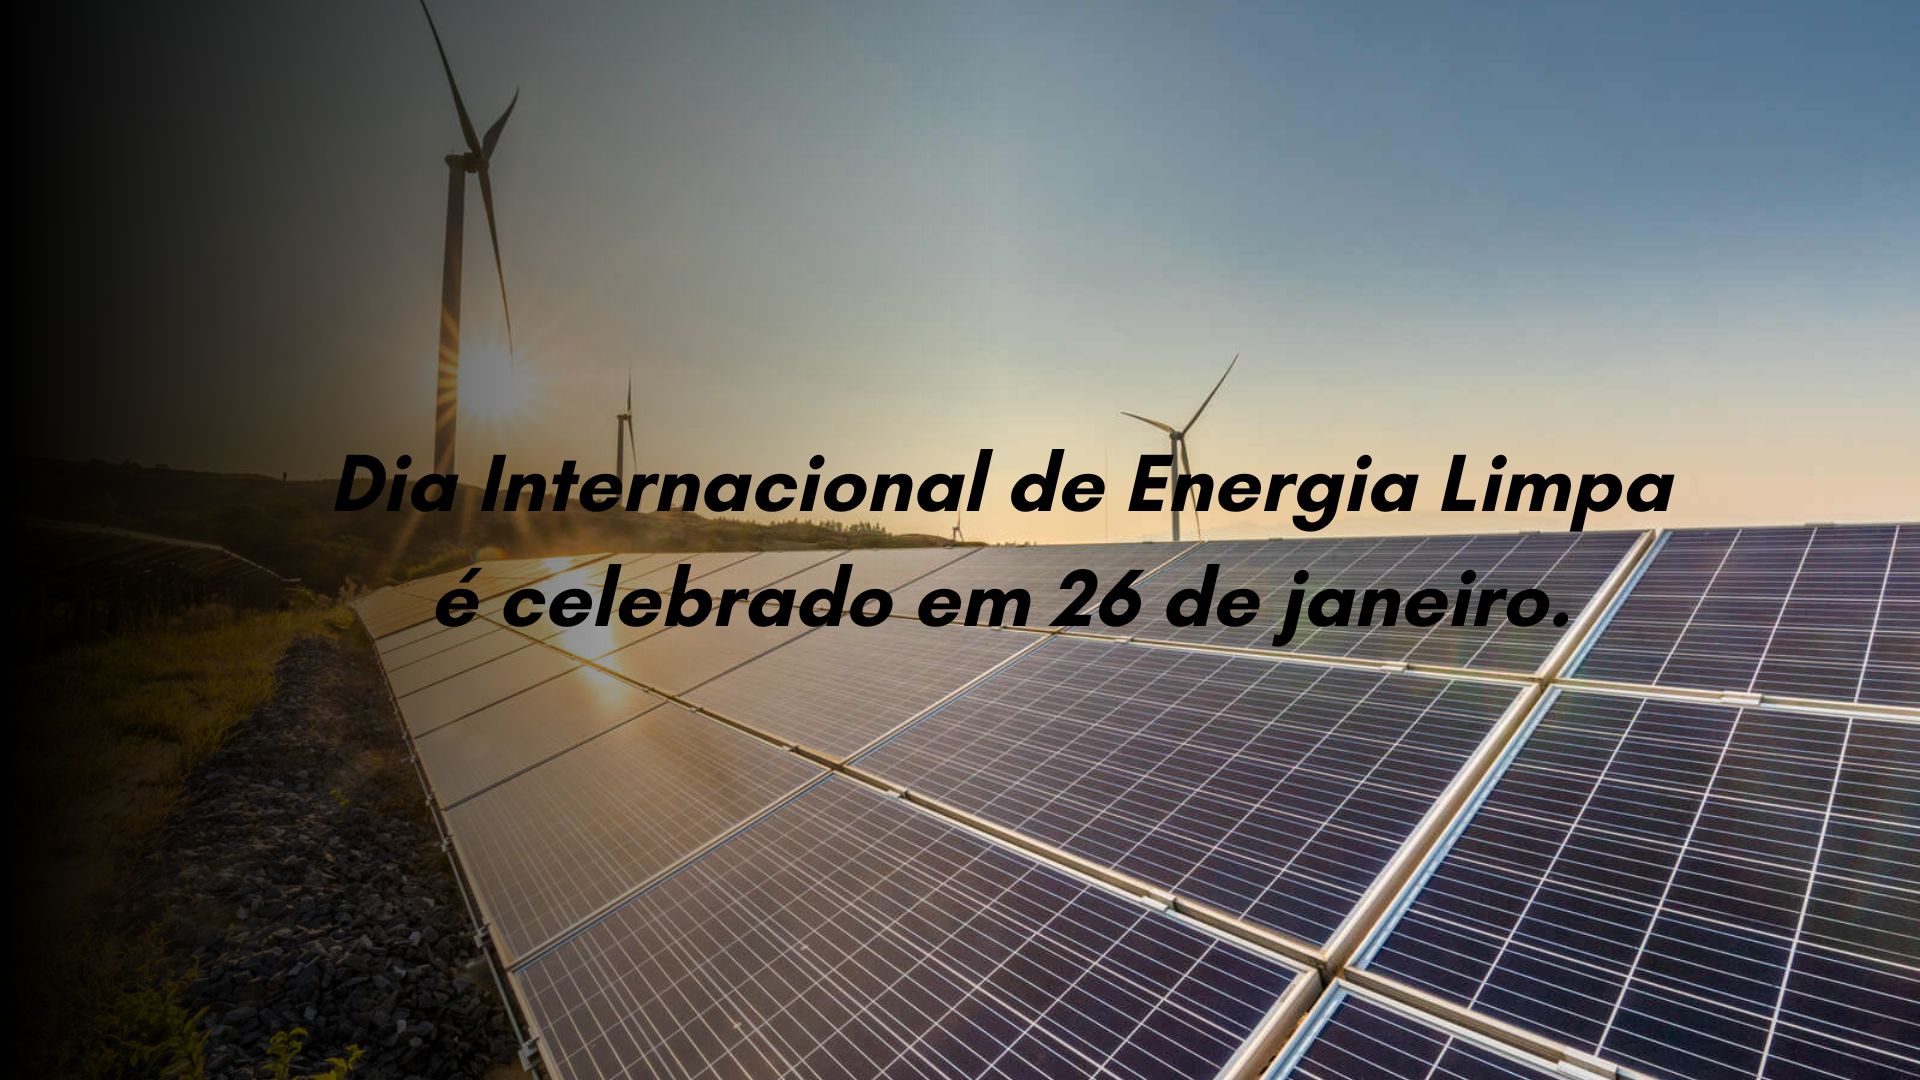 Dia Internacional de Energia Limpa
é celebrado em 26 de janeiro.